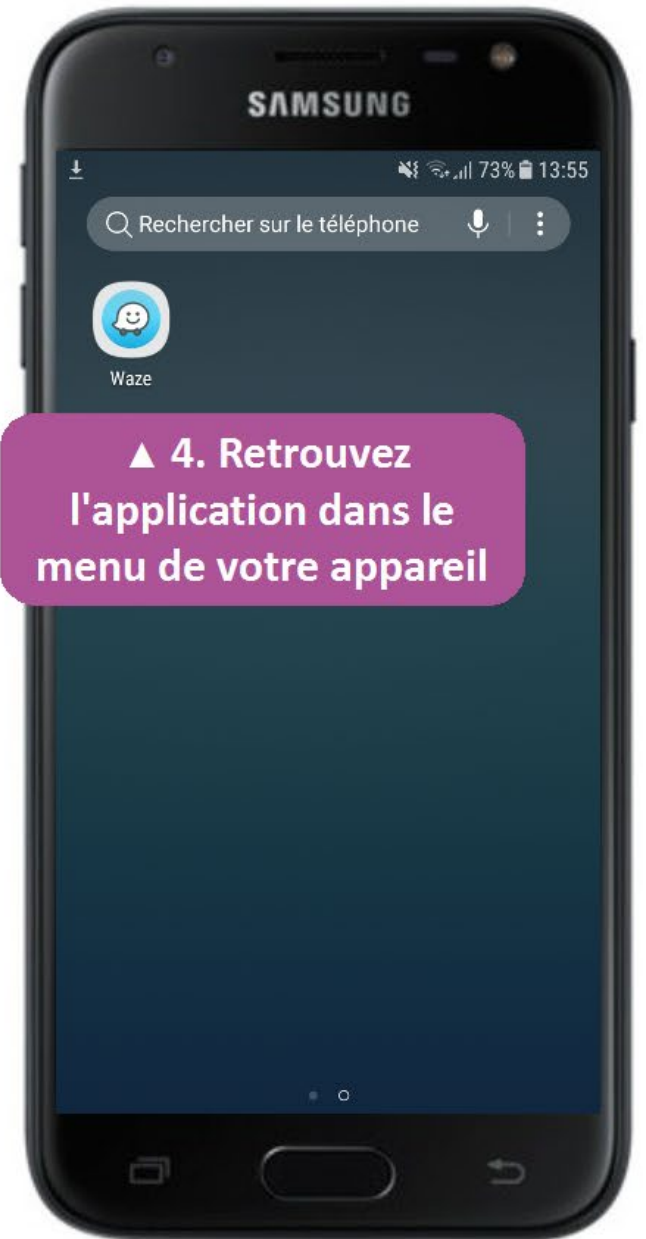 SAMSUNG
73% 13:55
Rechercher sur le téléphone
Waze
▲ 4. Retrouvez
l'application dans le
menu de votre appareil